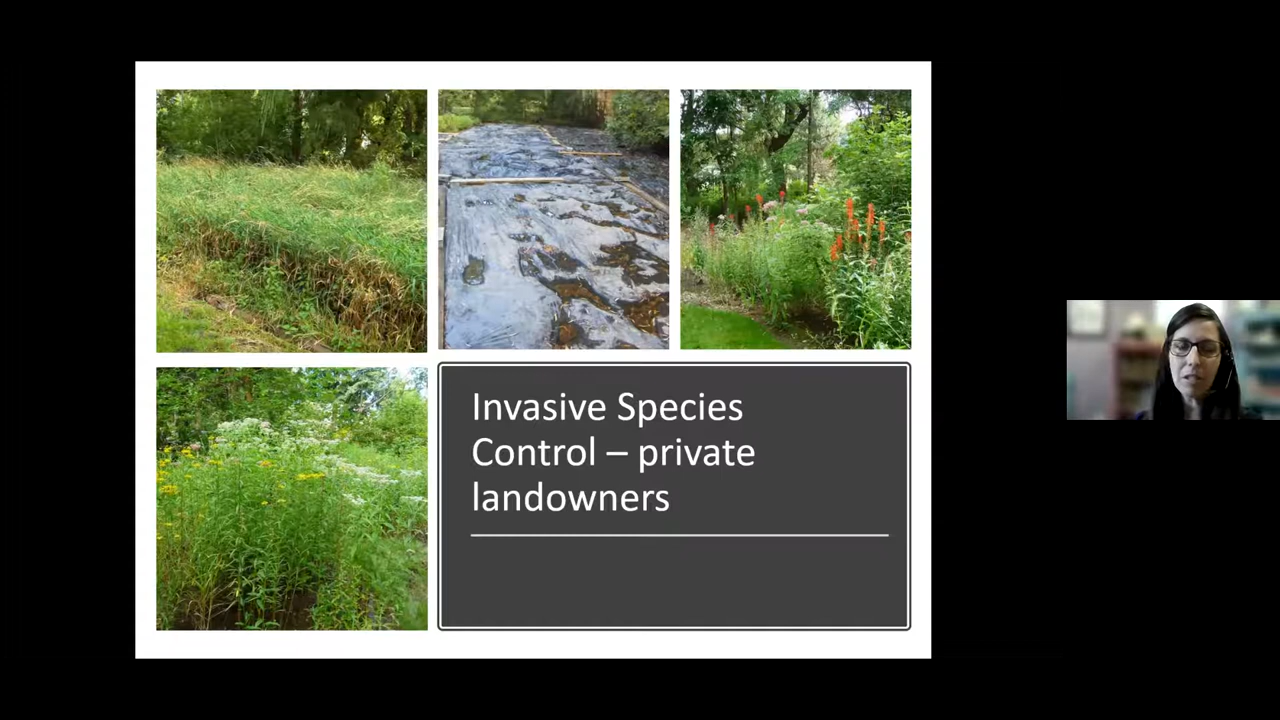 Invasive Species
Control – private
landowners